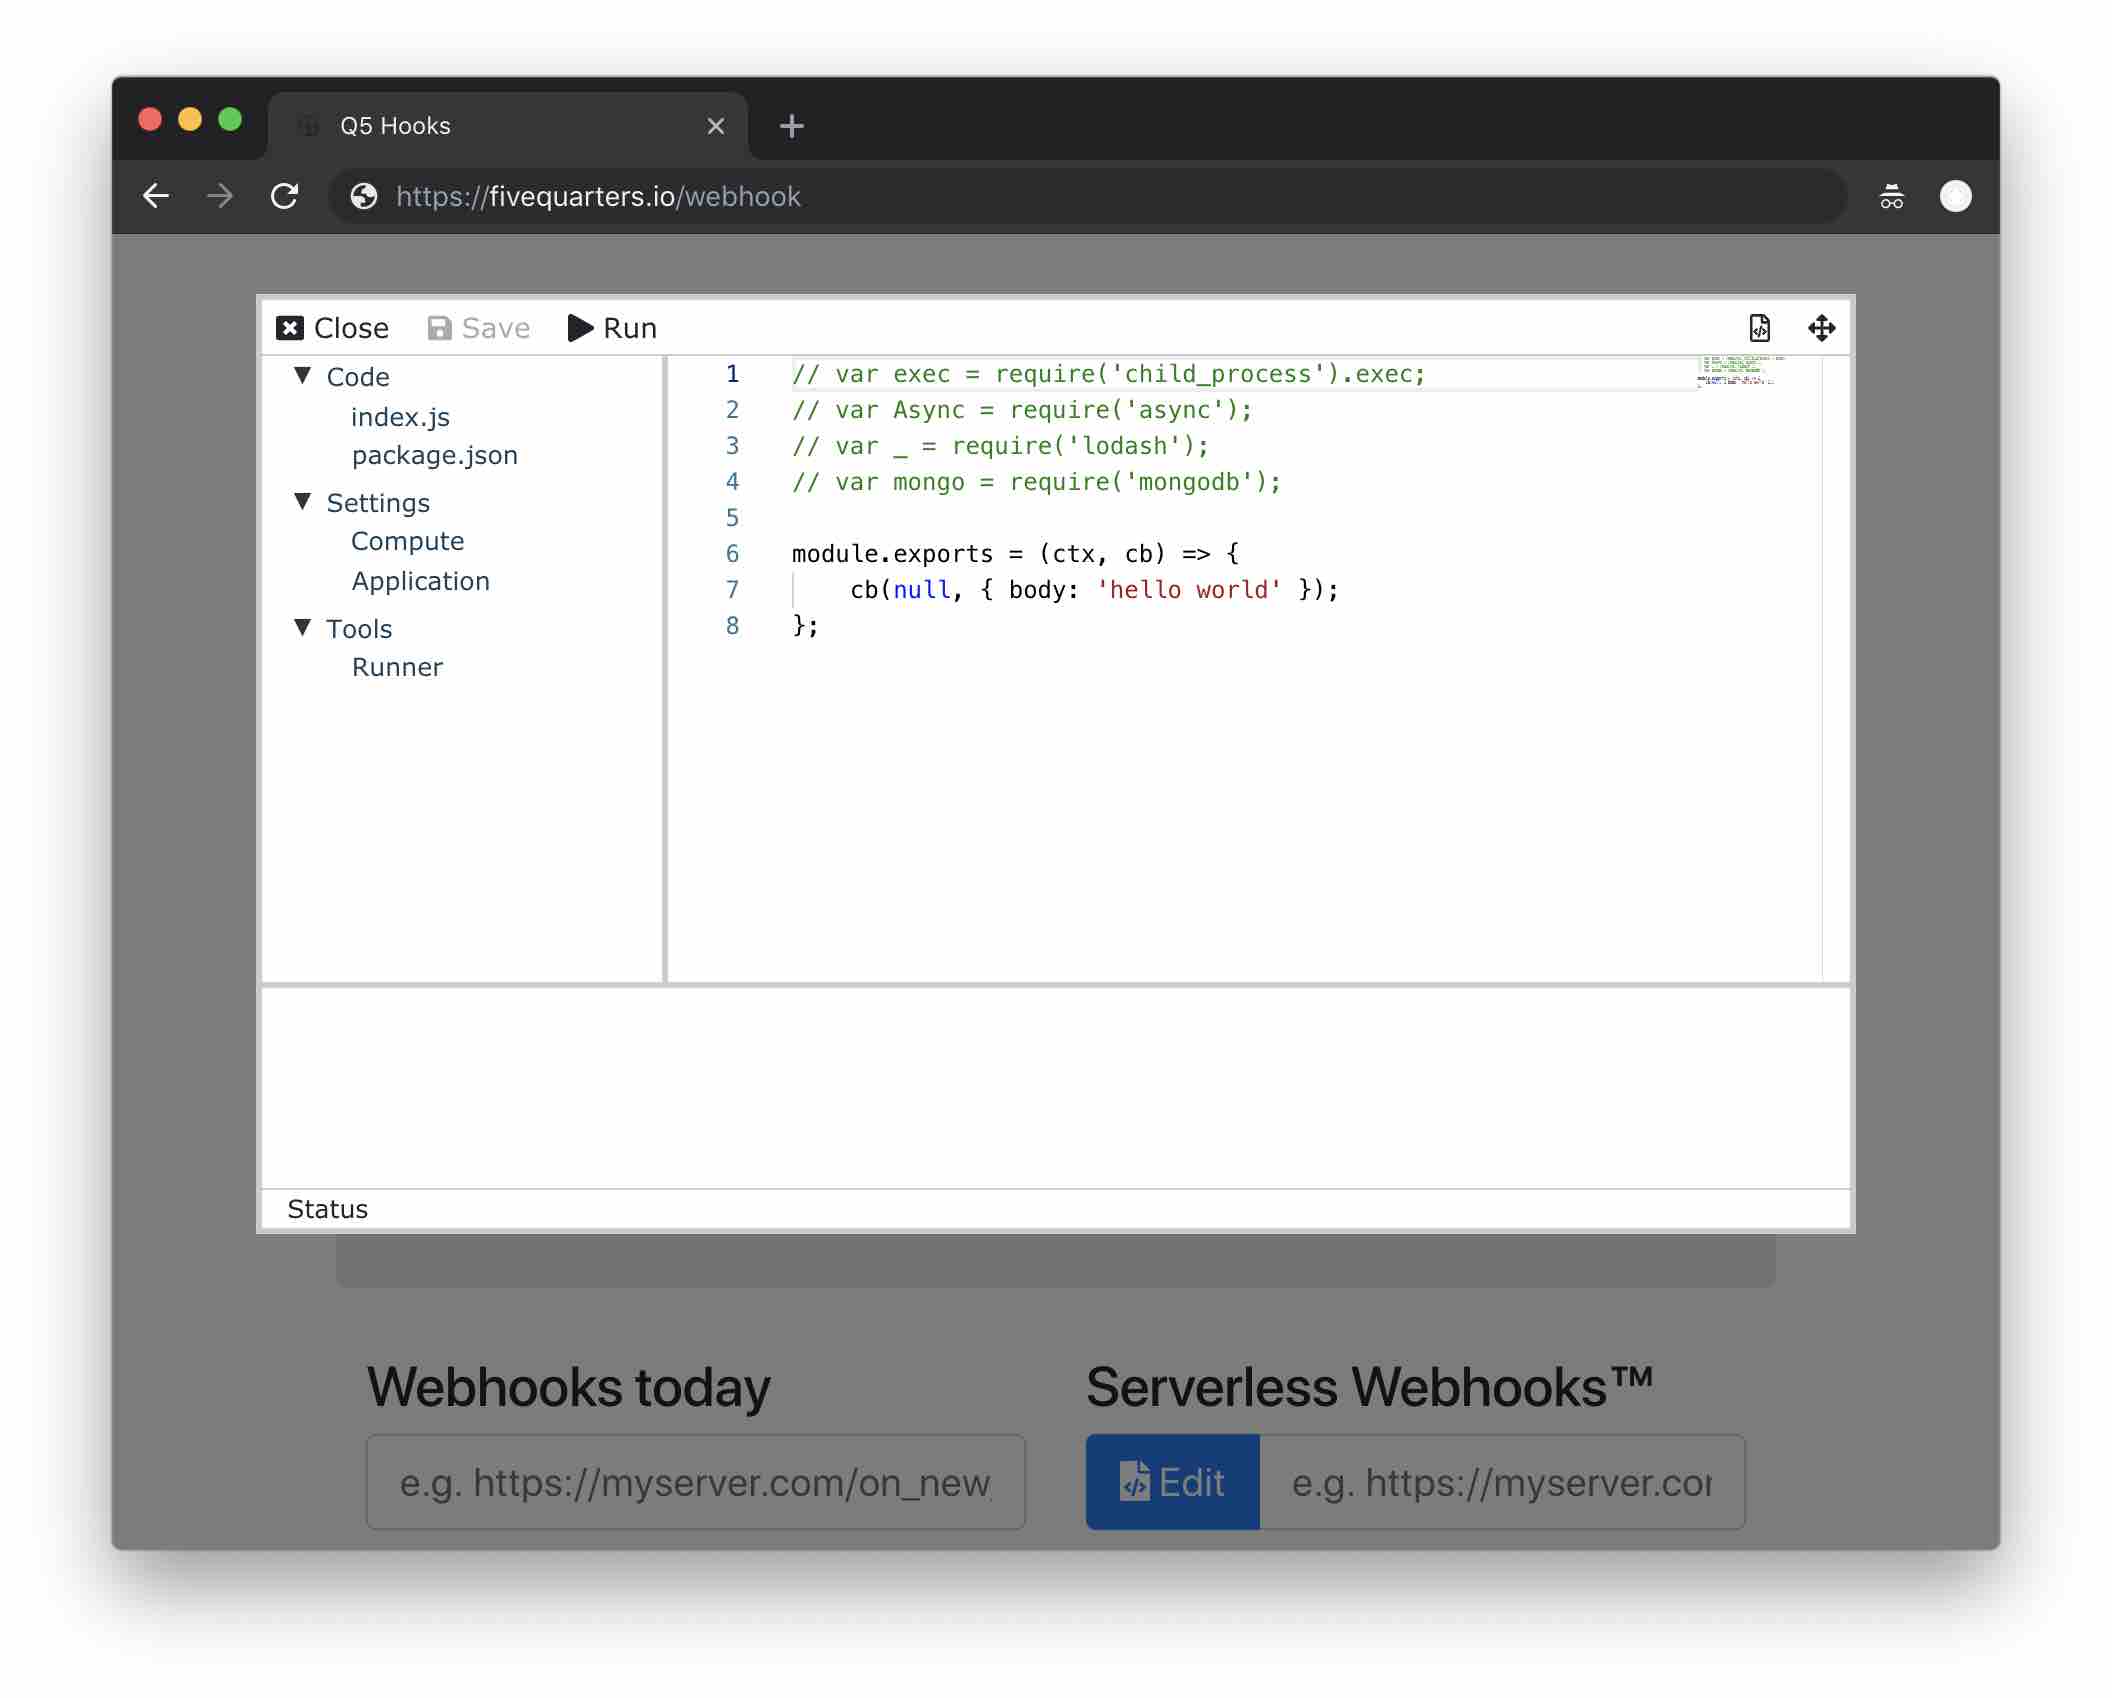 Q5 Hooks
https://fivequarters.io/webhook
Close Save Run
Code
index.js
package.json
Settings
Compute
Application
Tools
Runner
1 // var exec = require('child_process').exec;
2 // var Async = require('async');
3 // var _ = require('lodash');
4 // var mongo = require('mongodb');
5
6 module.exports = (ctx, cb) => {
7 cb(null, { body: 'hello world' });
8 };
Status
Webhooks today
e.g. https://myserver.com/on_new
Serverless Webhooks™
Edit e.g. https://myserver.cor